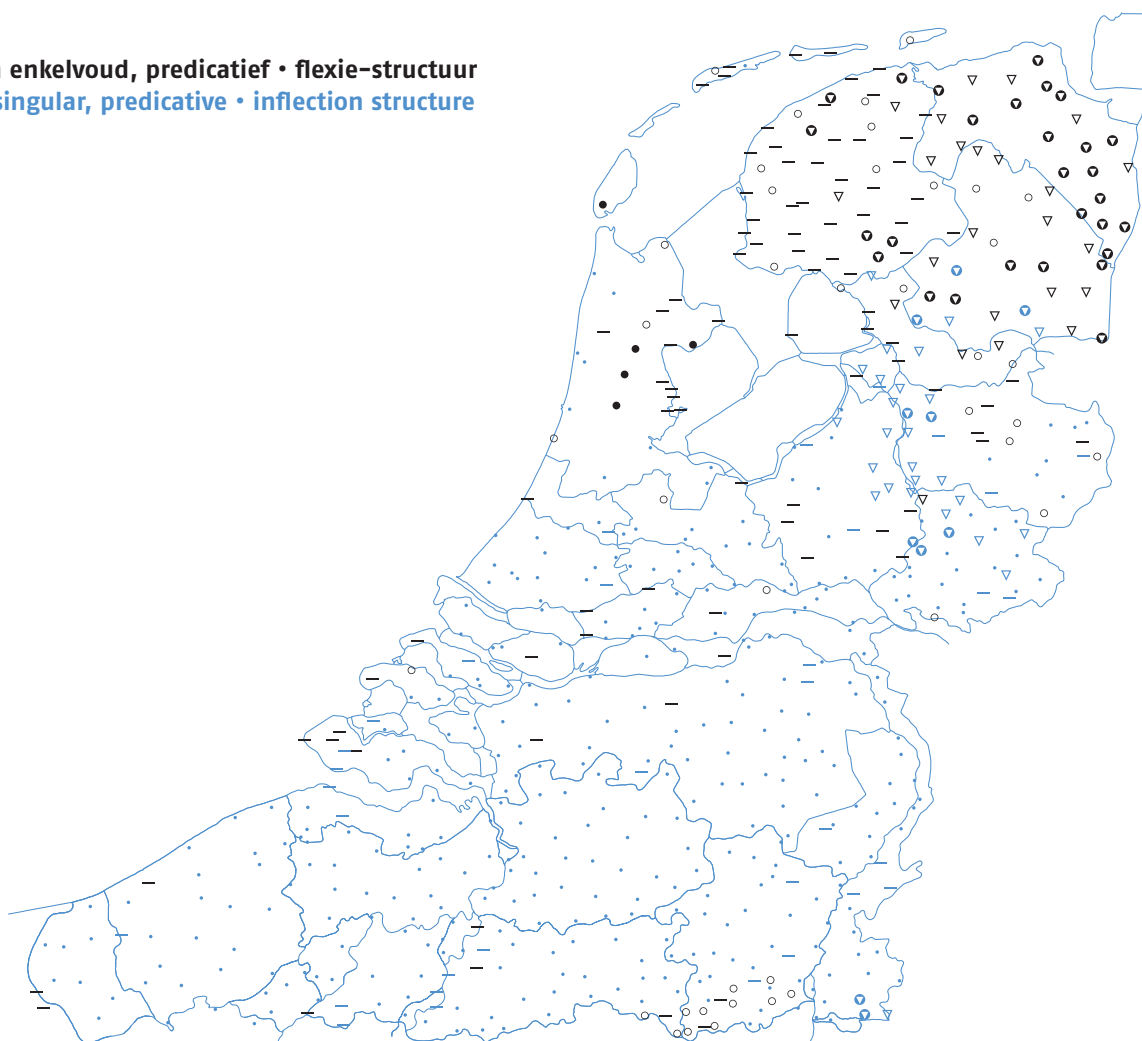 enkelvoud, predicatief • flexie-structuur
singular, predicative • inflection structure